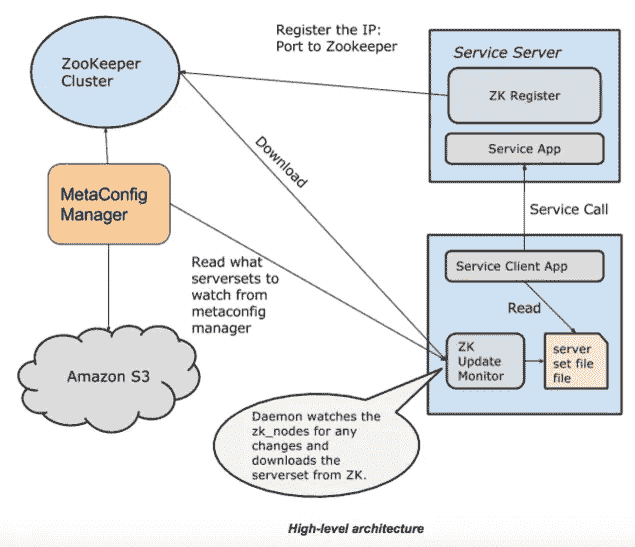 Register the IP:
Port to Zookeeper
ZooKeeper
Cluster
Service Server
ZK Register
Service App
Download
MetaConfig
Manager
Service Call
Read what
serversets to
watch from
metaconfig
manager
Service Client App
Read
ZK
Update
Monitor
server
set file
file
Amazon S3
Daemon watches the
zk_nodes for any
changes and
downloads the
serverset from ZK.
High-level architecture